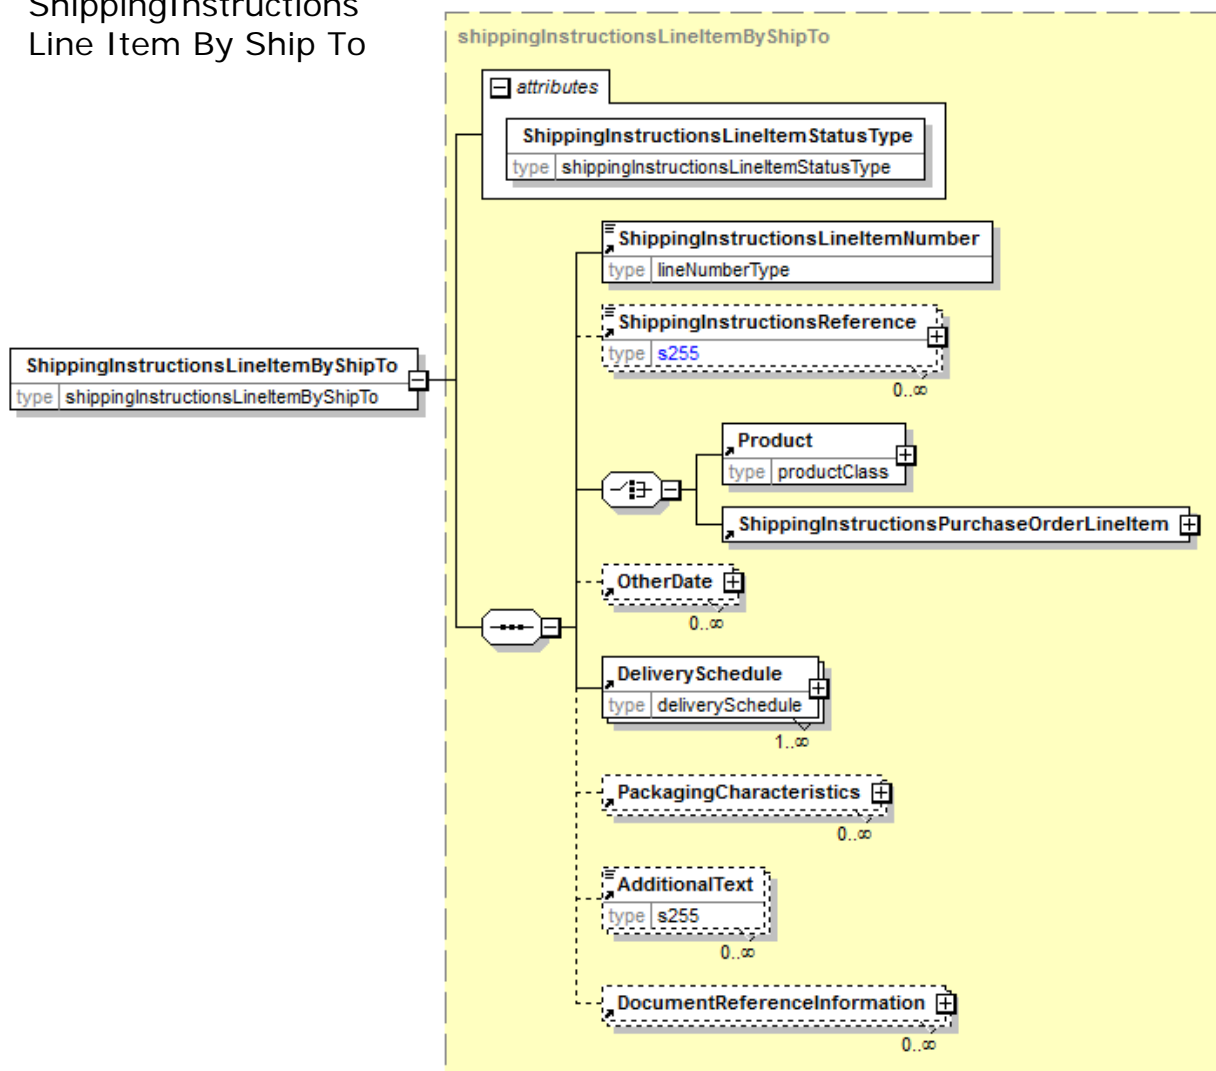 ShippingInstructions
Line Item By Ship To
shippingInstructionsLineItemByShipTo
attributes
ShippingInstructionsLineItemStatusType
type shippingInstructionsLineItemStatusType
ShippingInstructionsLineItemNumber
type lineNumberType
ShippingInstructionsReference
type s255
0..∞
ShippingInstructionsLineItemByShipTo
type shippingInstructionsLineItemByShipTo
Product
type productClass
ShippingInstructionsPurchaseOrderLineItem
OtherDate
0..∞
DeliverySchedule
type deliverySchedule
1..∞
PackagingCharacteristics
0..∞
AdditionalText
type s255
0..∞
DocumentReferenceInformation
0..∞